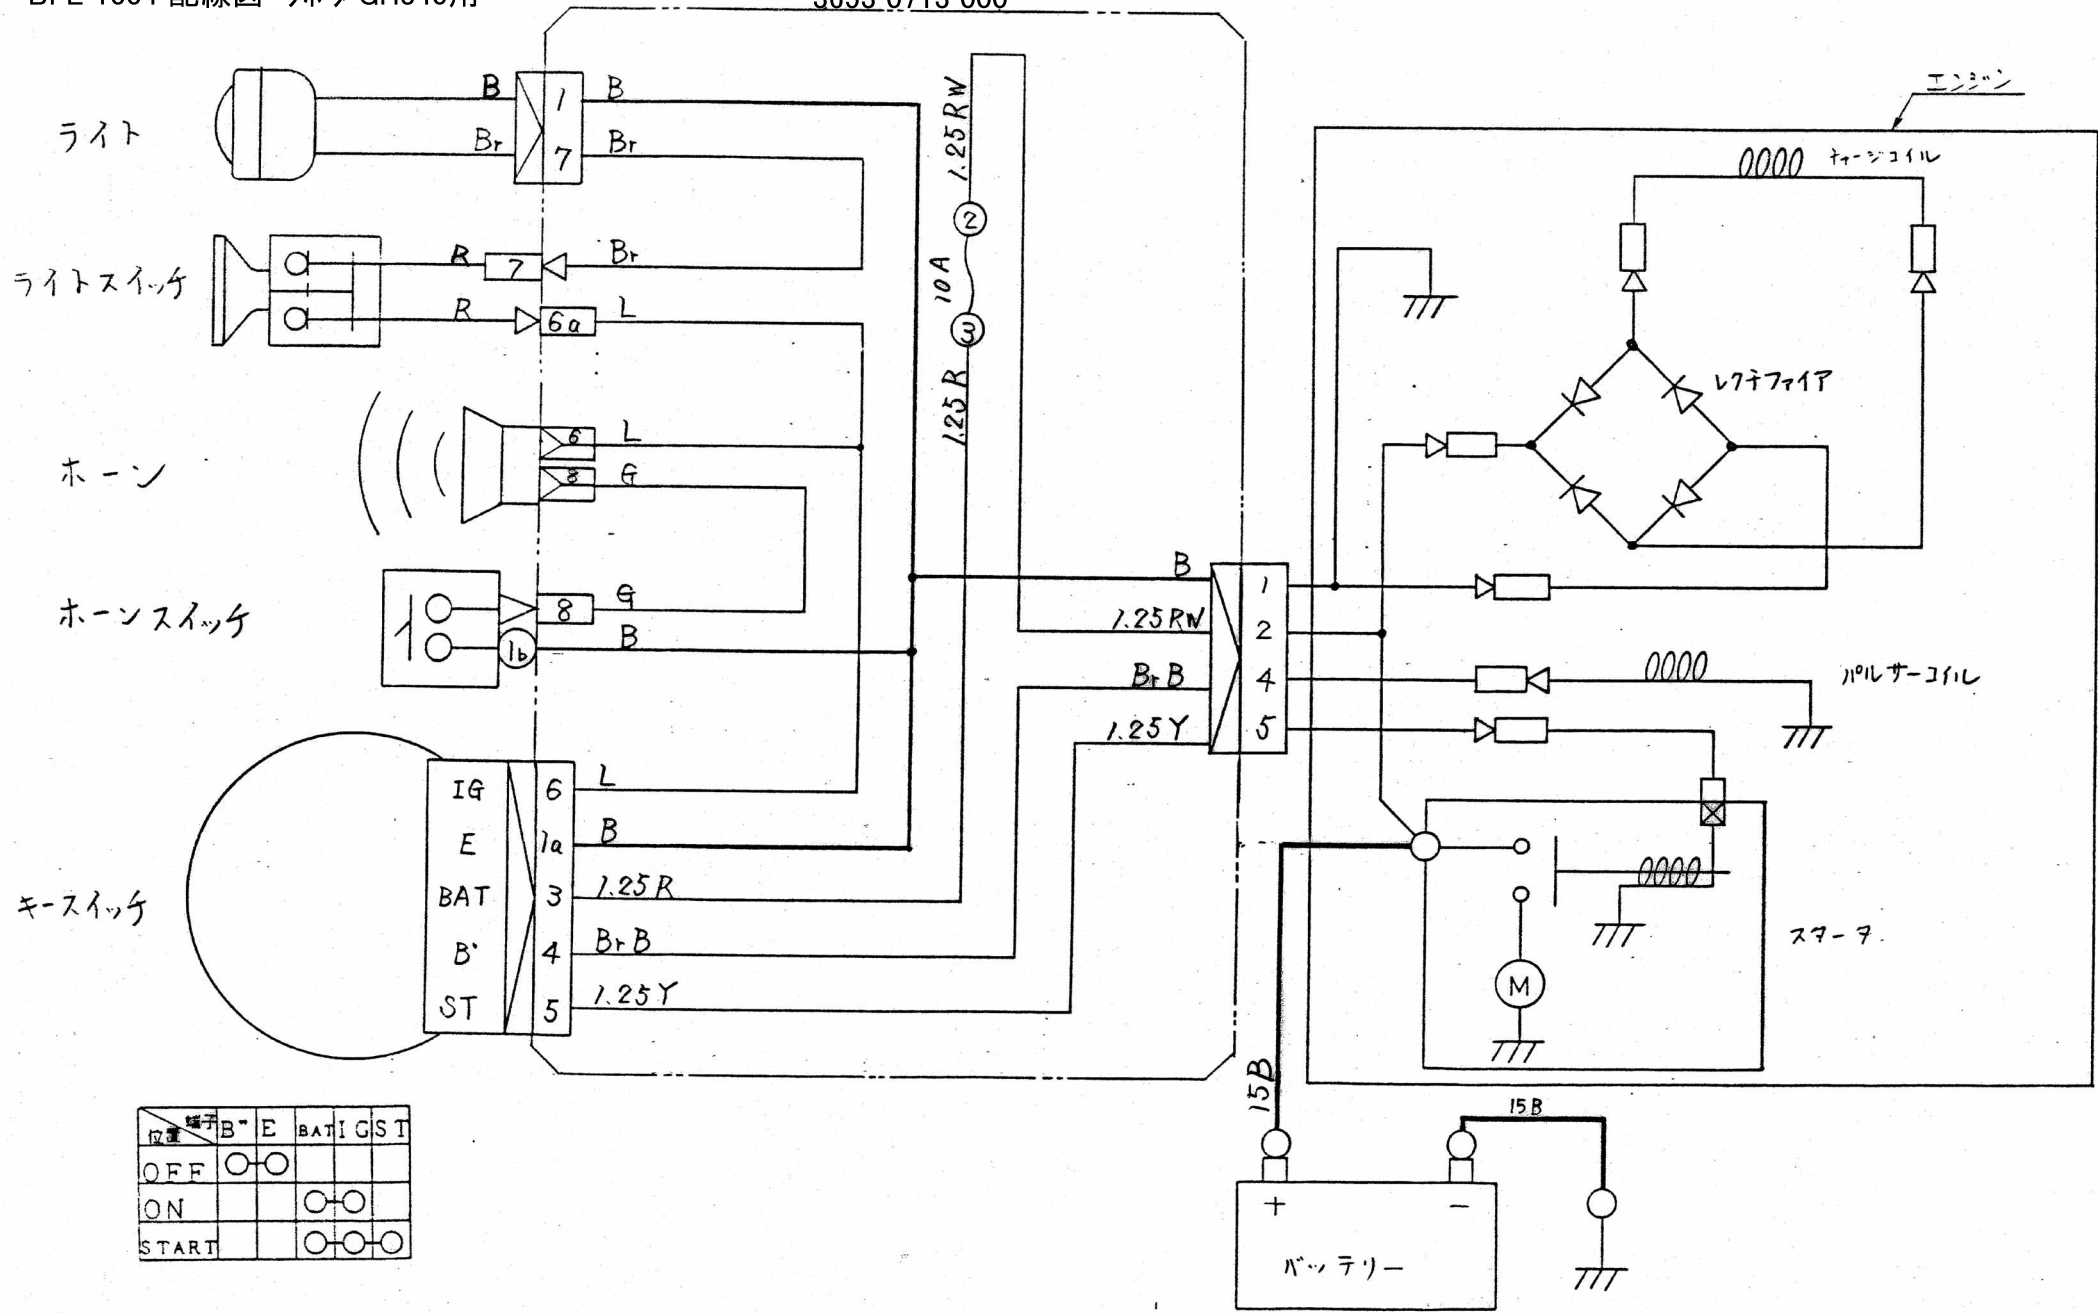 3653-0713-000
エンジン
B
1
B
Br
7
Br
ライト
1.25RW
チャージコイル
2
ライトスイッチ
R
7
Br
R
6a
L
10A
3
レクチファイア
1.25R
ホーン
6
L
8
G
B
1
1.25RW
2
ホーンスイッチ
8
G
1b
B
BrB
4
パルサーコイル
1.25Y
5
キースイッチ
IG
6
L
E
1a
B
BAT
3
1.25R
B"
4
BrB
ST
5
1.25Y
スタータ
M
15B
15B
+
−
バッテリー
位置
端子
B" E BAT IG ST
OFF
ON
START